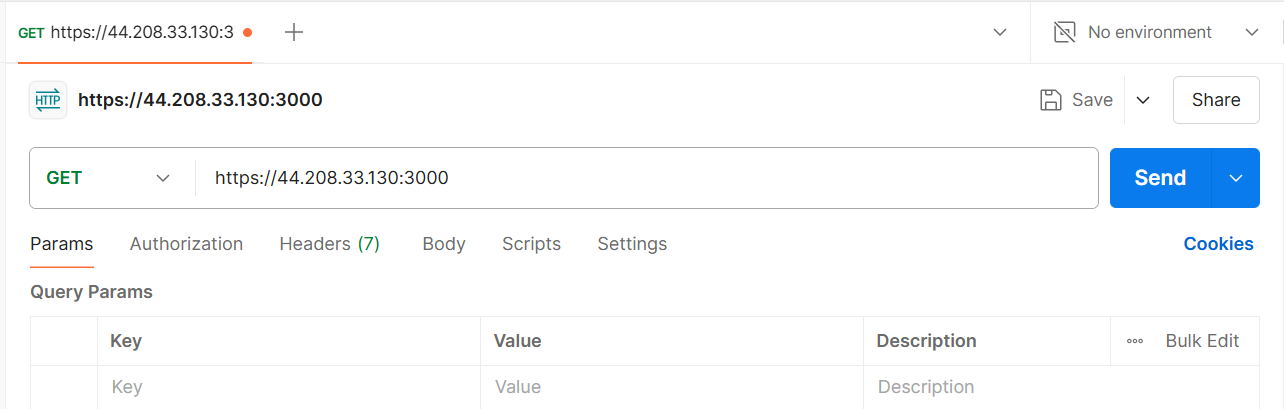 GET https://44.208.33.130:3
No environment
HTTP https://44.208.33.130:3000
Save
Share
GET https://44.208.33.130:3000
Send
Params Authorization Headers (7) Body Scripts Settings Cookies
Query Params
Key Value Description Bulk Edit
Key Value Description